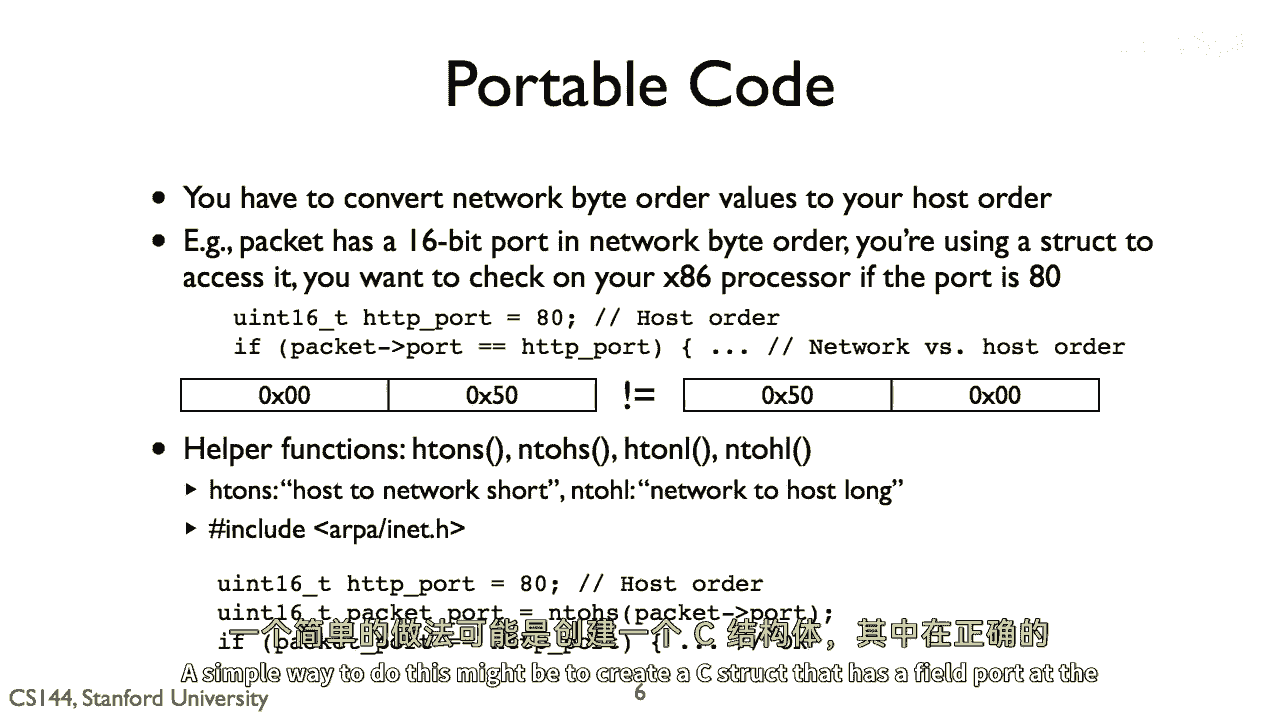 Portable Code
• You have to convert network byte order values to your host order
• E.g., packet has a 16-bit port in network byte order, you're using a struct to
access it, you want to check on your x86 processor if the port is 80
uint16_t http_port = 80; // Host order
if (packet->port == http_port) { ... // Network vs. host order
0x00 0x50 != 0x50 0x00
• Helper functions: htons(), ntohs(), htonl(), ntohl()
▸ htons: “host to network short”, ntohl: “network to host long”
▸ #include <arpa/inet.h>
uint16_t http_port = 80; // Host order
uint16_t packet_port = ntohs(packet->port);
if (packet_port == http_port) { ... // OK
一个简单的做法可能是创建一个 C 结构体，其中在正确的
A simple way to do this might be to create a C struct that has a field port at the
CS144, Stanford University
6